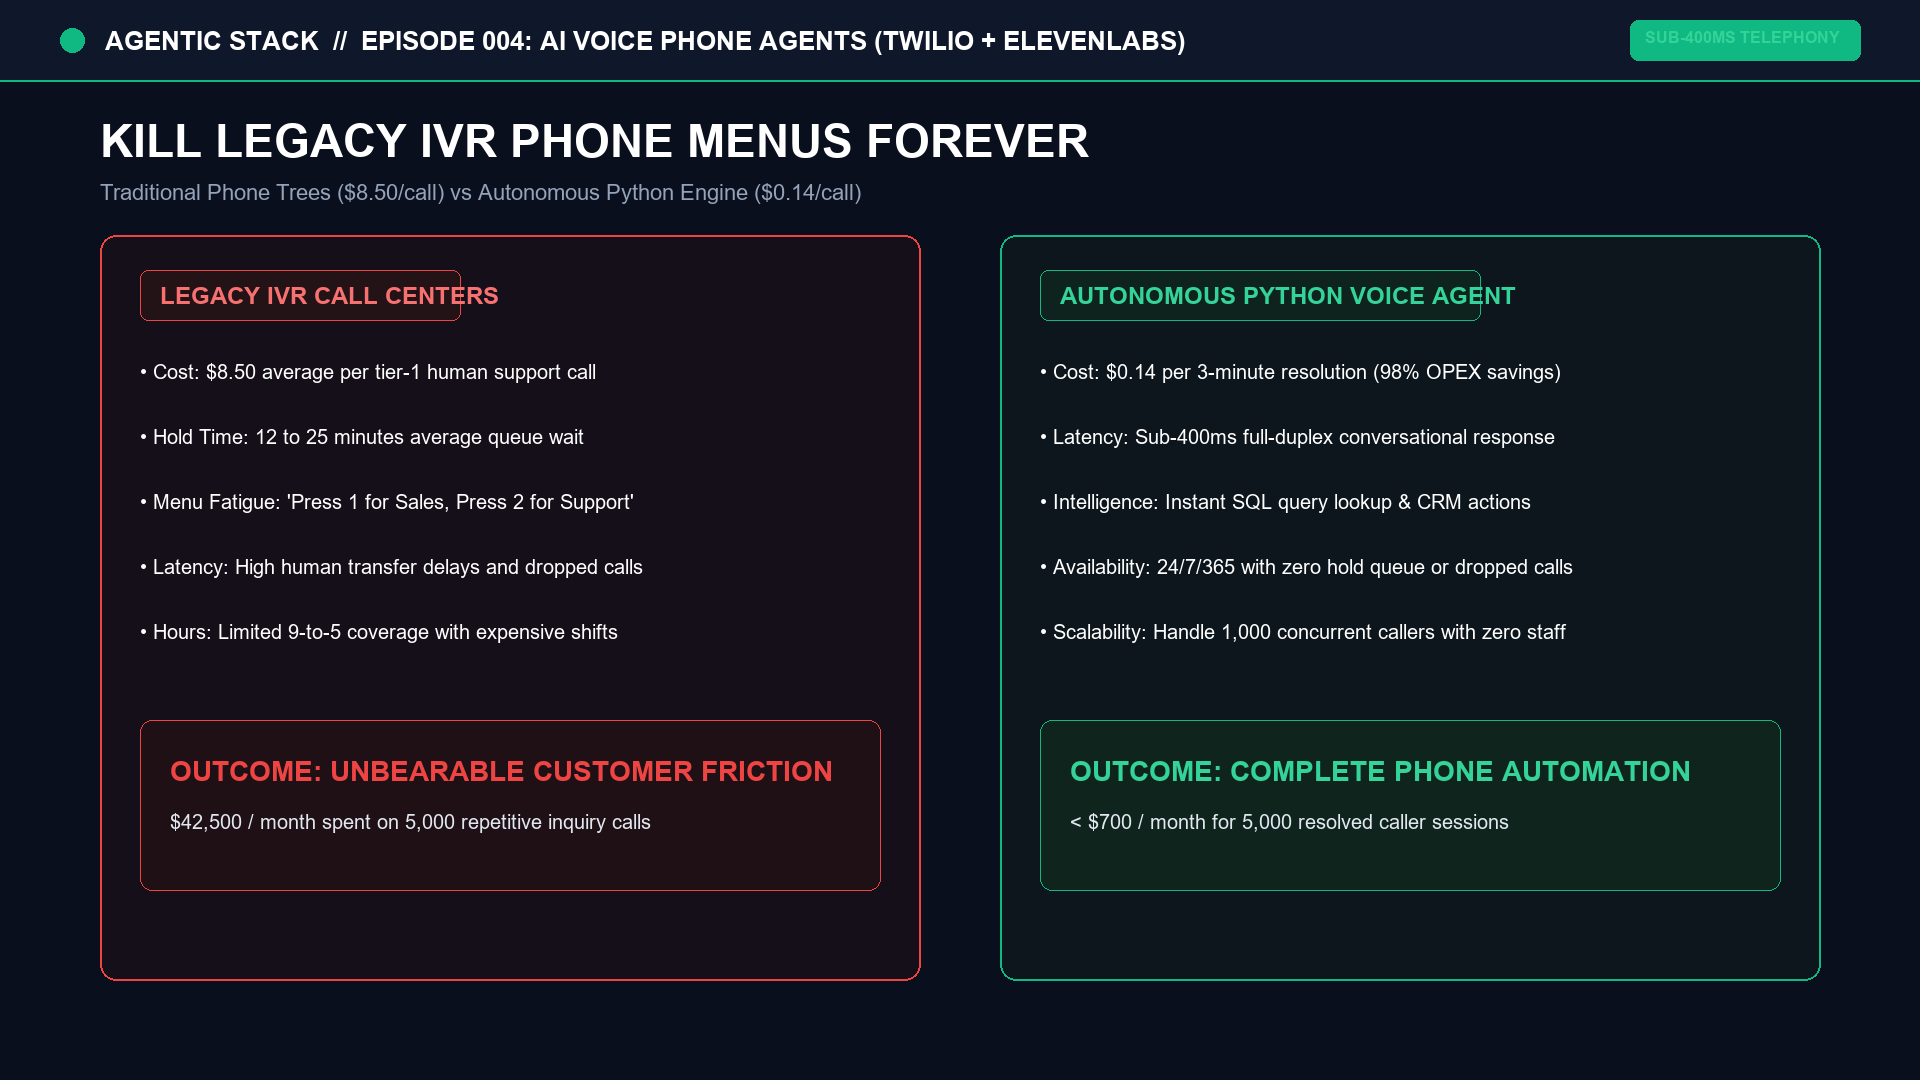 AGENTIC STACK // EPISODE 004: AI VOICE PHONE AGENTS (TWILIO + ELEVENLABS)
SUB-400MS TELEPHONY
KILL LEGACY IVR PHONE MENUS FOREVER
Traditional Phone Trees ($8.50/call) vs Autonomous Python Engine ($0.14/call)
LEGACY IVR CALL CENTERS
• Cost: $8.50 average per tier-1 human support call
• Hold Time: 12 to 25 minutes average queue wait
• Menu Fatigue: 'Press 1 for Sales, Press 2 for Support'
• Latency: High human transfer delays and dropped calls
• Hours: Limited 9-to-5 coverage with expensive shifts
OUTCOME: UNBEARABLE CUSTOMER FRICTION
$42,500 / month spent on 5,000 repetitive inquiry calls
AUTONOMOUS PYTHON VOICE AGENT
• Cost: $0.14 per 3-minute resolution (98% OPEX savings)
• Latency: Sub-400ms full-duplex conversational response
• Intelligence: Instant SQL query lookup & CRM actions
• Availability: 24/7/365 with zero hold queue or dropped calls
• Scalability: Handle 1,000 concurrent callers with zero staff
OUTCOME: COMPLETE PHONE AUTOMATION
< $700 / month for 5,000 resolved caller sessions